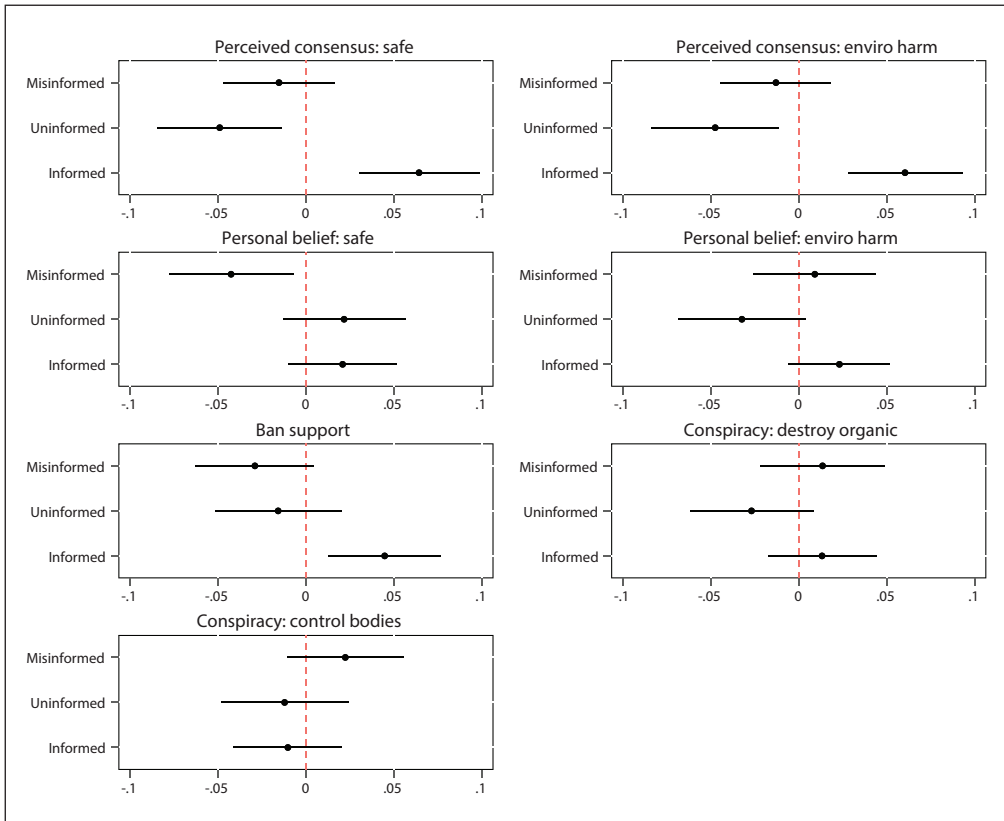 Perceived consensus: safe
Misinformed
Uninformed
Informed
-.1 -.05 0 .05 .1
Perceived consensus: enviro harm
Misinformed
Uninformed
Informed
-.1 -.05 0 .05 .1
Personal belief: safe
Misinformed
Uninformed
Informed
-.1 -.05 0 .05 .1
Personal belief: enviro harm
Misinformed
Uninformed
Informed
-.1 -.05 0 .05 .1
Ban support
Misinformed
Uninformed
Informed
-.1 -.05 0 .05 .1
Conspiracy: destroy organic
Misinformed
Uninformed
Informed
-.1 -.05 0 .05 .1
Conspiracy: control bodies
Misinformed
Uninformed
Informed
-.1 -.05 0 .05 .1